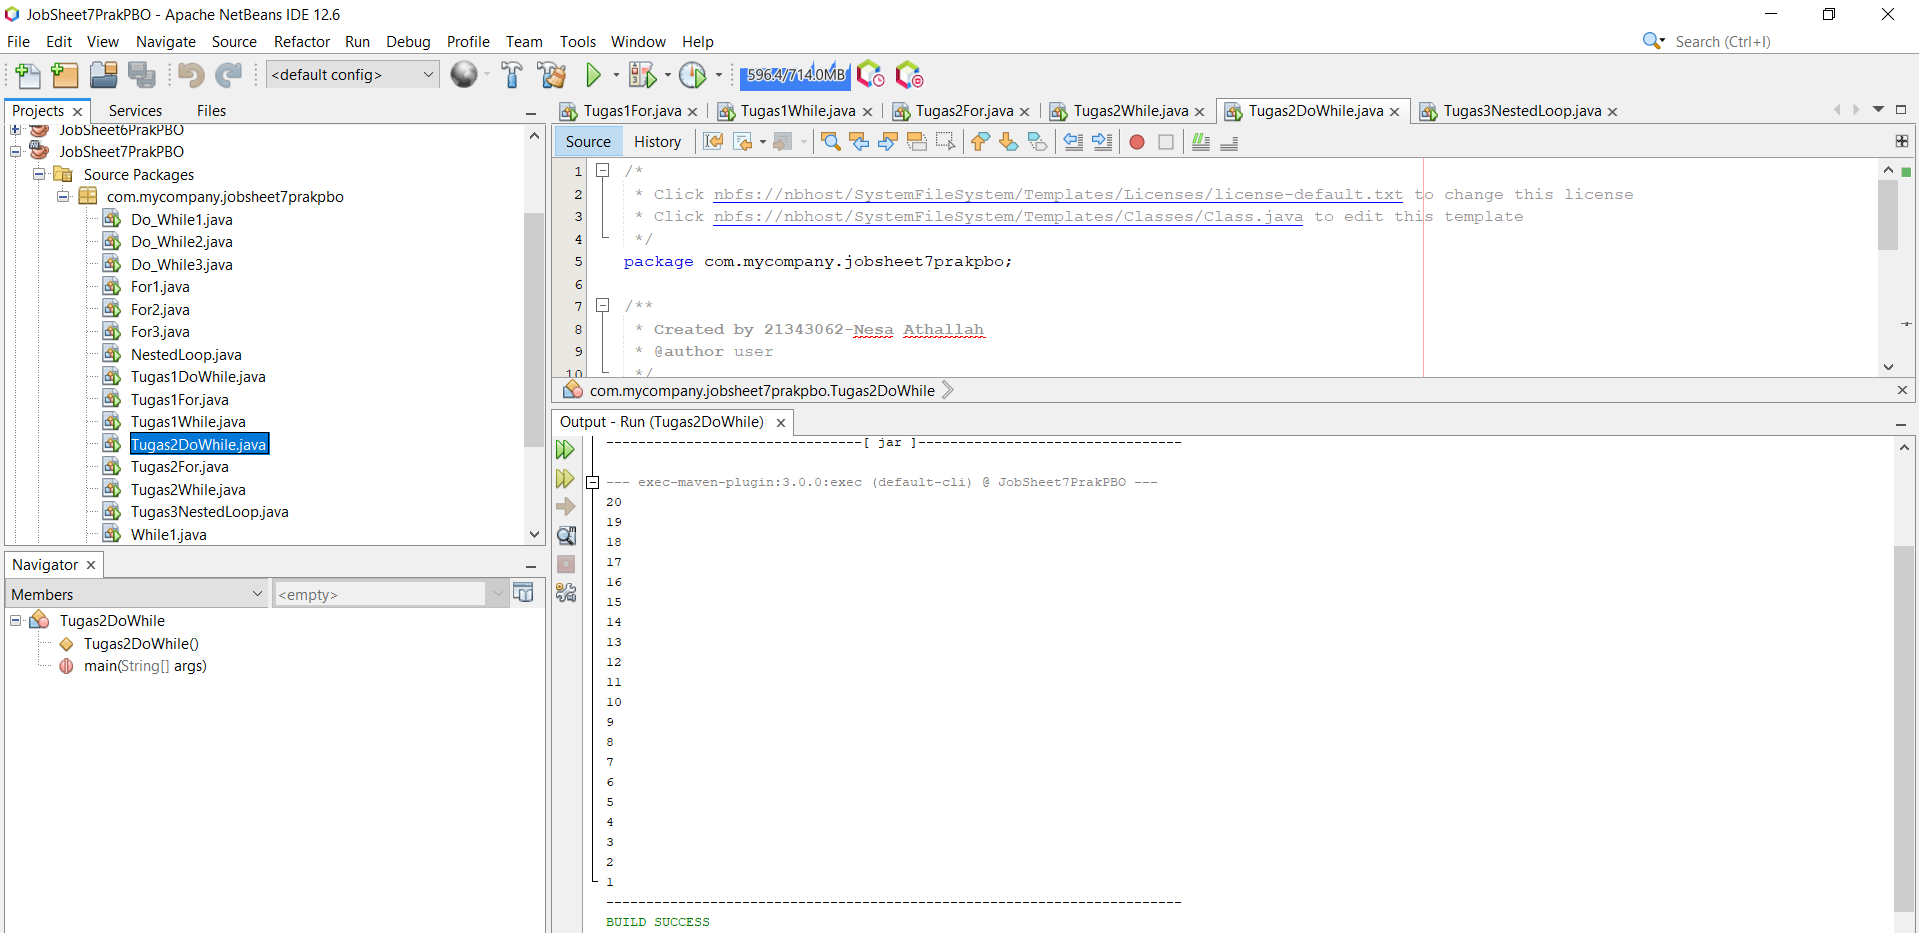 JobSheet7PrakPBO - Apache NetBeans IDE 12.6
File Edit View Navigate Source Refactor Run Debug Profile Team Tools Window Help
Search (Ctrl+I)
<default config>
596.4/714.0MB
Projects Services Files
JobSheet6PrakPBO
JobSheet7PrakPBO
Source Packages
com.mycompany.jobsheet7prakpbo
Do_While1.java
Do_While2.java
Do_While3.java
For1.java
For2.java
For3.java
NestedLoop.java
Tugas1DoWhile.java
Tugas1For.java
Tugas1While.java
Tugas2DoWhile.java
Tugas2For.java
Tugas2While.java
Tugas3NestedLoop.java
While1.java
Navigator
Members
<empty>
Tugas2DoWhile
Tugas2DoWhile()
main(String[] args)
Tugas1For.java Tugas1While.java Tugas2For.java Tugas2While.java Tugas2DoWhile.java Tugas3NestedLoop.java
Source History
1 /*
2 * Click nbfs://nbhost/SystemFileSystem/Templates/Licenses/license-default.txt to change this license
3 * Click nbfs://nbhost/SystemFileSystem/Templates/Classes/Class.java to edit this template
4 */
5 package com.mycompany.jobsheet7prakpbo;
6
7 /**
8 * Created by 21343062-Nesa Athallah
9 * @author user
10 */
com.mycompany.jobsheet7prakpbo.Tugas2DoWhile
Output - Run (Tugas2DoWhile)
--------------------------------[ jar ]---------------------------------
--- exec-maven-plugin:3.0.0:exec (default-cli) @ JobSheet7PrakPBO ---
20
19
18
17
16
15
14
13
12
11
10
9
8
7
6
5
4
3
2
1
------------------------------------------------------------------------
BUILD SUCCESS